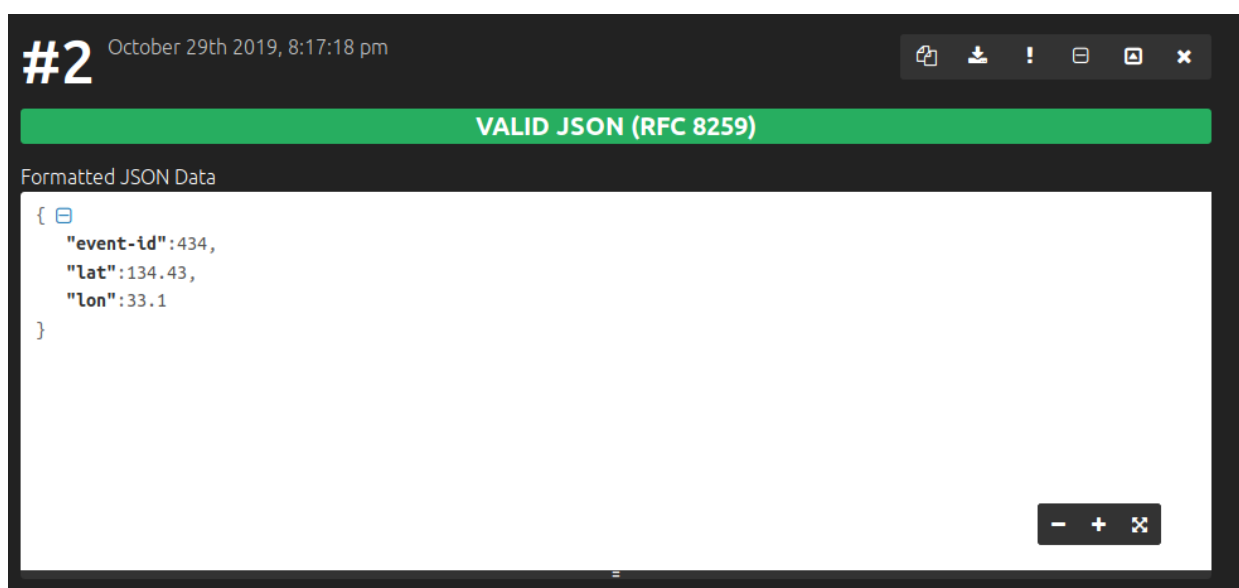 #2 October 29th 2019, 8:17:18 pm
VALID JSON (RFC 8259)
Formatted JSON Data
{
"event-id":434,
"lat":134.43,
"lon":33.1
}